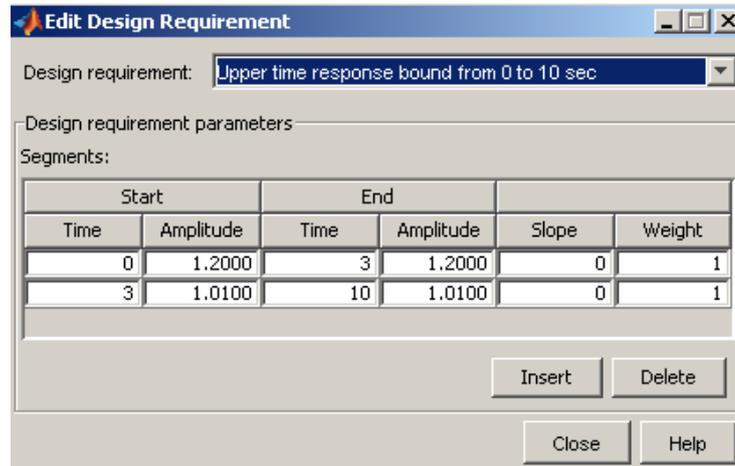 Edit Design Requirement
Design requirement: Upper time response bound from 0 to 10 sec
Design requirement parameters
Segments:
Start End
Time Amplitude Time Amplitude Slope Weight
0 1.2000 3 1.2000 0 1
3 1.0100 10 1.0100 0 1
Insert Delete
Close Help